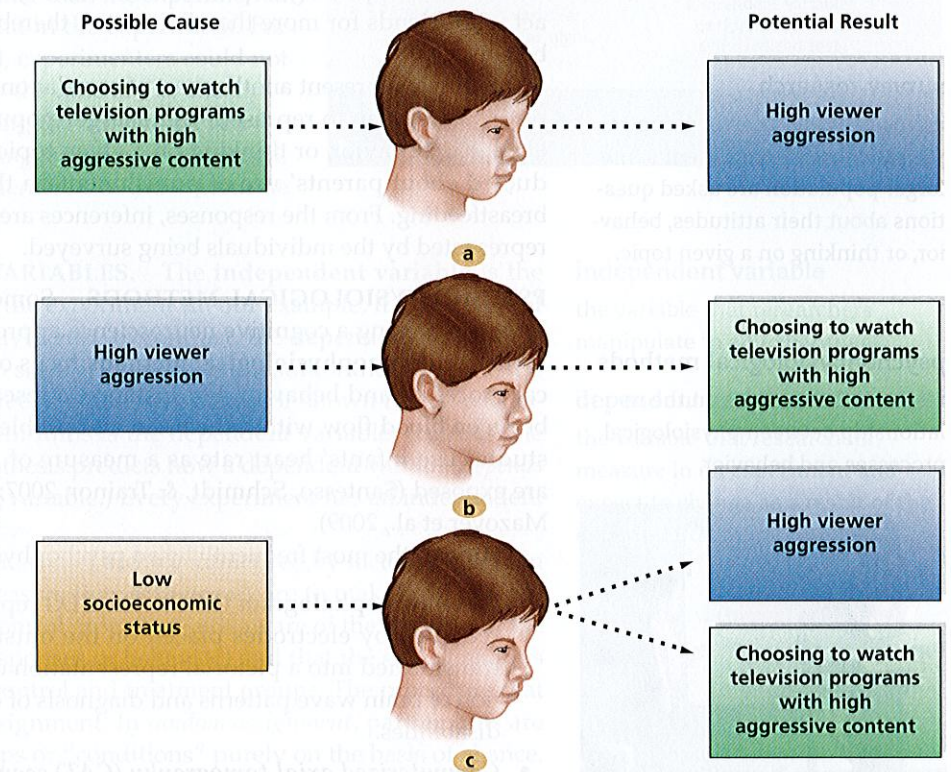 Possible Cause
Potential Result
Choosing to watch
television programs
with high
aggressive content
High viewer
aggression
a
High viewer
aggression
Choosing to watch
television programs
with high
aggressive content
b
Low
socioeconomic
status
High viewer
aggression
Choosing to watch
television programs
with high
aggressive content
c